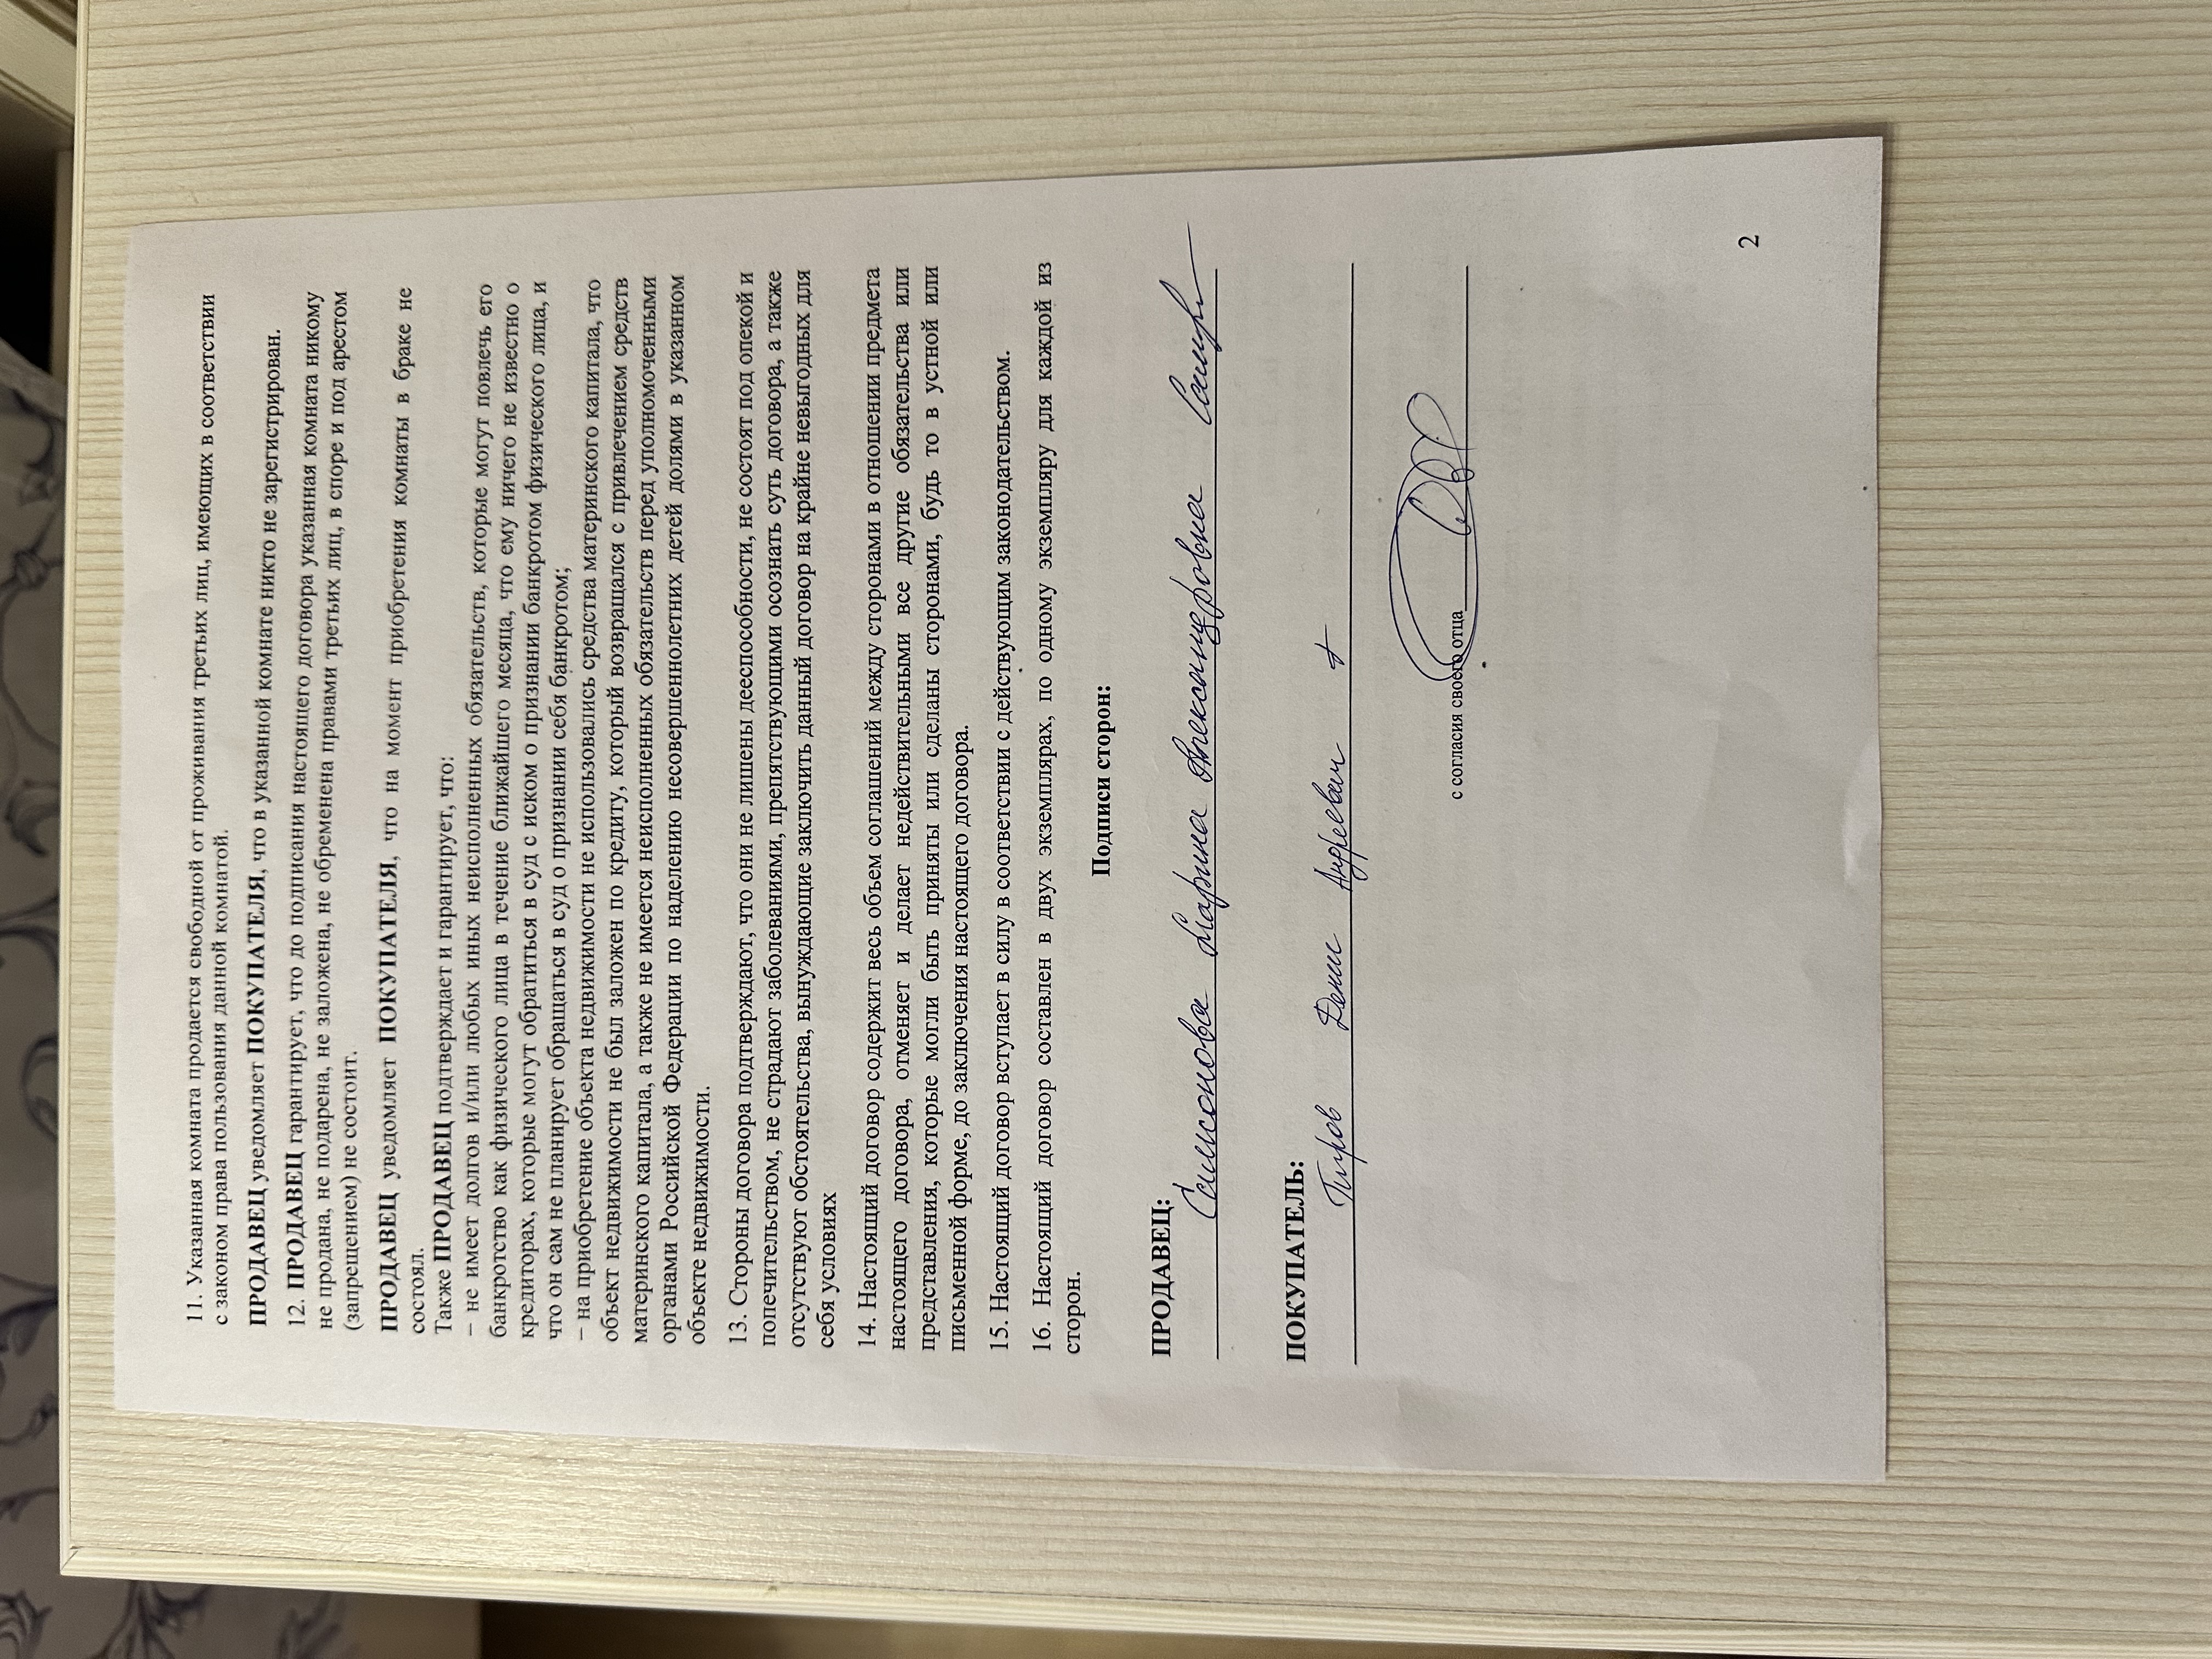 11. Указанная комната продается свободной от проживания третьих лиц, имеющих в соответствии
с законом права пользования данной комнатой.
ПРОДАВЕЦ уведомляет ПОКУПАТЕЛЯ, что в указанной комнате никто не зарегистрирован.
12. ПРОДАВЕЦ гарантирует, что до подписания настоящего договора указанная комната никому
не продана, не подарена, не заложена, не обременена правами третьих лиц, в споре и под арестом
(запрещением) не состоит.
ПРОДАВЕЦ уведомляет ПОКУПАТЕЛЯ, что на момент приобретения комнаты в браке не
состоял.
Также ПРОДАВЕЦ подтверждает и гарантирует, что:
– не имеет долгов и/или любых иных неисполненных обязательств, которые могут повлечь его
банкротство как физического лица в течение ближайшего месяца, что ему ничего не известно о
кредиторах, которые могут обратиться в суд с иском о признании банкротом физического лица, и
что он сам не планирует обращаться в суд о признании себя банкротом;
– на приобретение объекта недвижимости не использовались средства материнского капитала, что
объект недвижимости не был заложен по кредиту, который возвращался с привлечением средств
материнского капитала, а также не имеется неисполненных обязательств перед уполномоченными
органами Российской Федерации по наделению несовершеннолетних детей долями в указанном
объекте недвижимости.
13. Стороны договора подтверждают, что они не лишены дееспособности, не состоят под опекой и
попечительством, не страдают заболеваниями, препятствующими осознать суть договора, а также
отсутствуют обстоятельства, вынуждающие заключить данный договор на крайне невыгодных для
себя условиях
14. Настоящий договор содержит весь объем соглашений между сторонами в отношении предмета
настоящего договора, отменяет и делает недействительными все другие обязательства или
представления, которые могли быть приняты или сделаны сторонами, будь то в устной или
письменной форме, до заключения настоящего договора.
15. Настоящий договор вступает в силу в соответствии с действующим законодательством.
16. Настоящий договор составлен в двух экземплярах, по одному экземпляру для каждой из
сторон.
Подписи сторон:
ПРОДАВЕЦ:
Самсонова Марина Александровна
ПОКУПАТЕЛЬ:
Денис Андреевич
с согласия своего отца
2